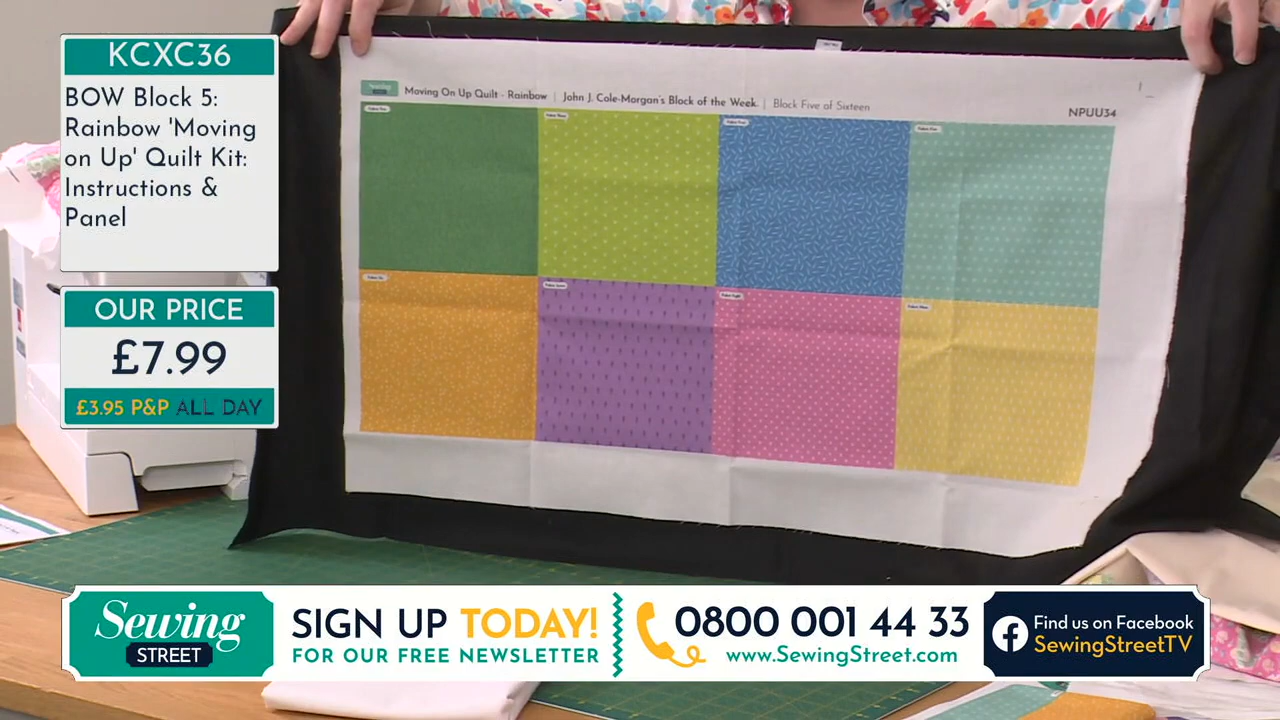 KCXC36
BOW Block 5:
Rainbow 'Moving
on Up' Quilt Kit:
Instructions &
Panel
OUR PRICE
£7.99
£3.95 P&P ALL DAY
Sewing
STREET
Moving On Up Quilt - Rainbow | John J. Cole-Morgan's Block of the Week | Block Five of Sixteen
NPUU34
Sewing
STREET
SIGN UP TODAY!
FOR OUR FREE NEWSLETTER
0800 001 44 33
www.SewingStreet.com
Find us on Facebook
SewingStreetTV